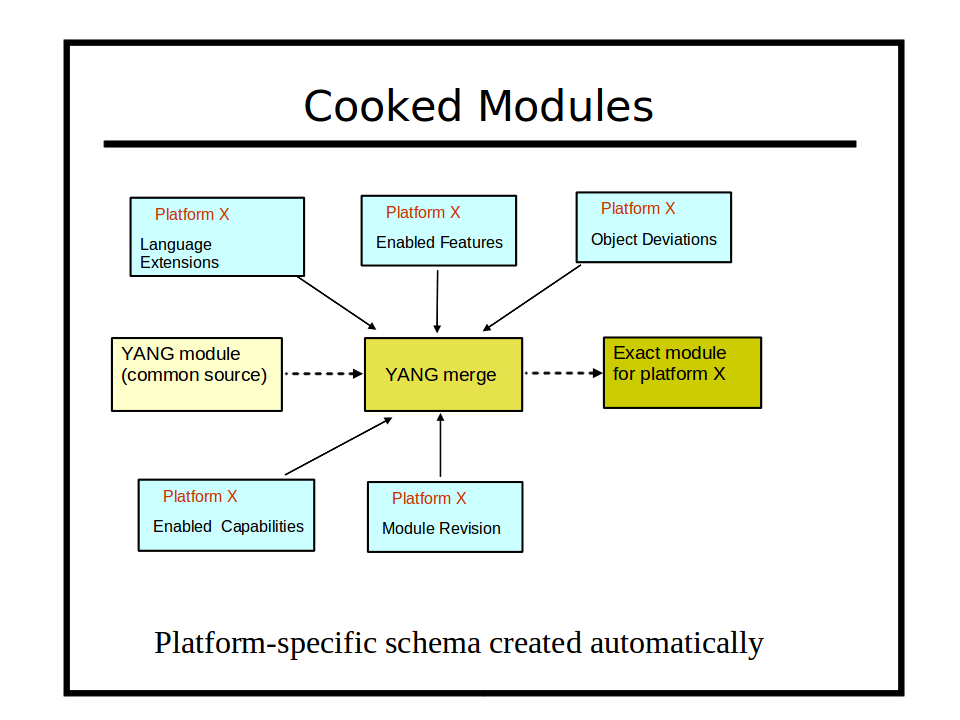 Cooked Modules
Platform X
Language
Extensions
Platform X
Enabled Features
Platform X
Object Deviations
YANG module
(common source)
YANG merge
Exact module
for platform X
Platform X
Enabled  Capabilities
Platform X
Module Revision
Platform-specific schema created automatically